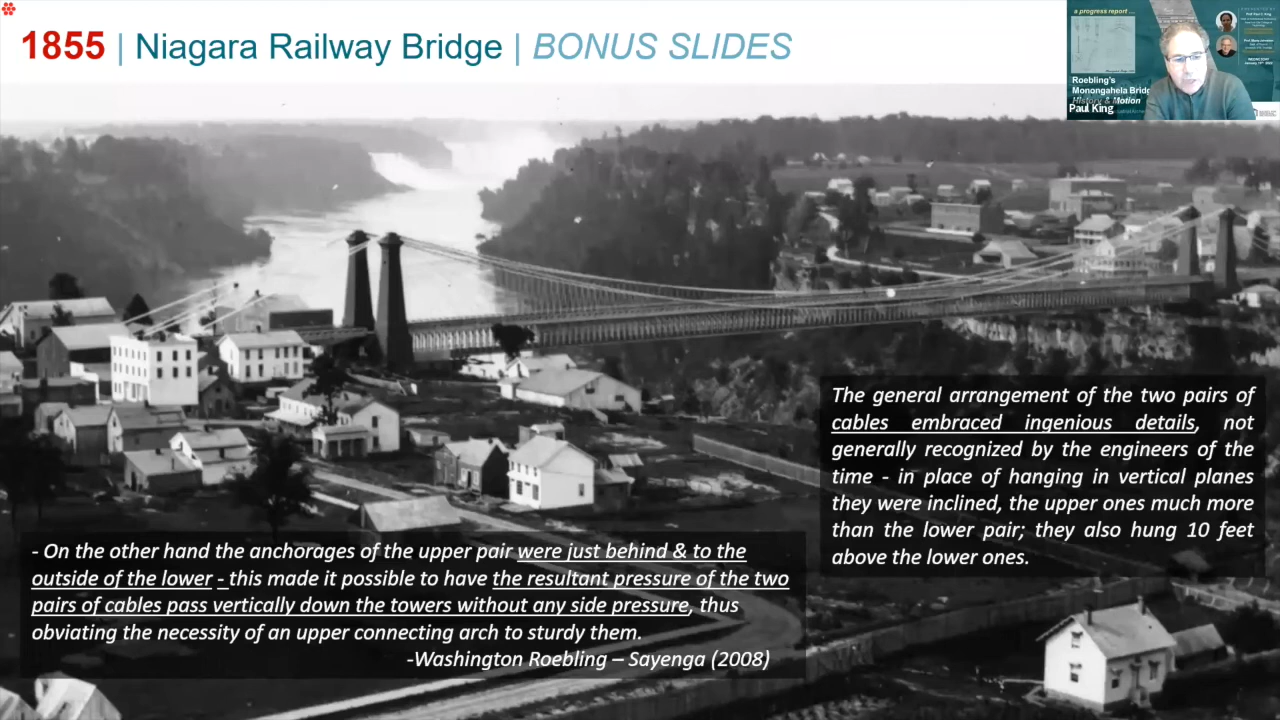 1855 | Niagara Railway Bridge | BONUS SLIDES
a progress report ...
Roebling's
Monongahela Bridg
History & Motion
Paul King
The general arrangement of the two pairs of
cables embraced ingenious details, not
generally recognized by the engineers of the
time - in place of hanging in vertical planes
they were inclined, the upper ones much more
than the lower pair; they also hung 10 feet
above the lower ones.
- On the other hand the anchorages of the upper pair were just behind & to the
outside of the lower - this made it possible to have the resultant pressure of the two
pairs of cables pass vertically down the towers without any side pressure, thus
obviating the necessity of an upper connecting arch to sturdy them.
-Washington Roebling – Sayenga (2008)